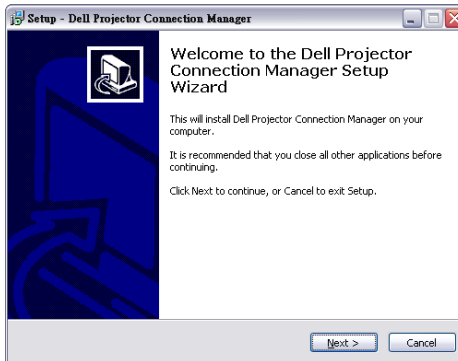 Setup - Dell Projector Connection Manager
Welcome to the Dell Projector
Connection Manager Setup
Wizard
This will install Dell Projector Connection Manager on your
computer.
It is recommended that you close all other applications before
continuing.
Click Next to continue, or Cancel to exit Setup.
Next > Cancel